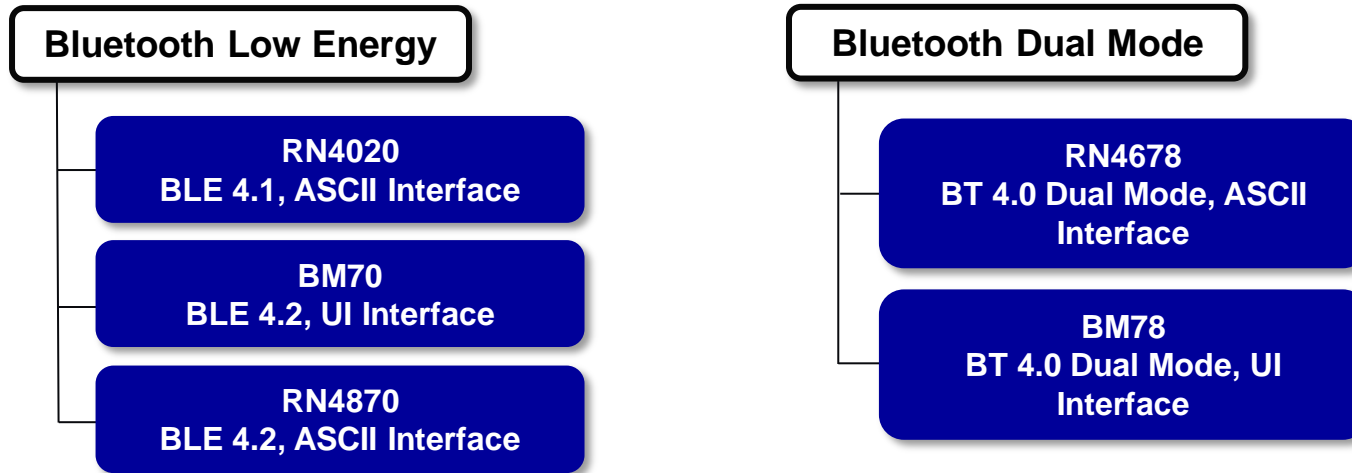 Bluetooth Low Energy
RN4020
BLE 4.1, ASCII Interface
BM70
BLE 4.2, UI Interface
RN4870
BLE 4.2, ASCII Interface
Bluetooth Dual Mode
RN4678
BT 4.0 Dual Mode, ASCII
Interface
BM78
BT 4.0 Dual Mode, UI
Interface